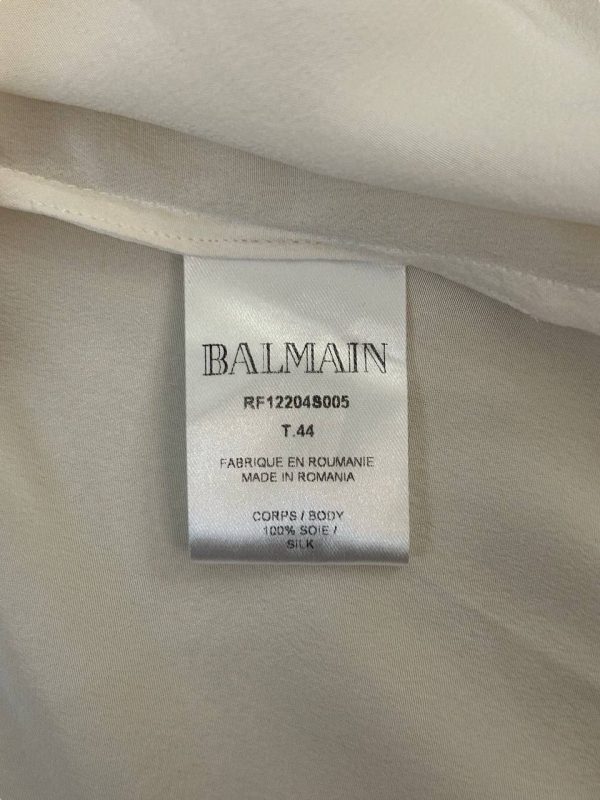 BALMAIN
RF12204S005
T.44
FABRIQUE EN ROUMANIE
MADE IN ROMANIA
CORPS / BODY
100% SOIE /
SILK